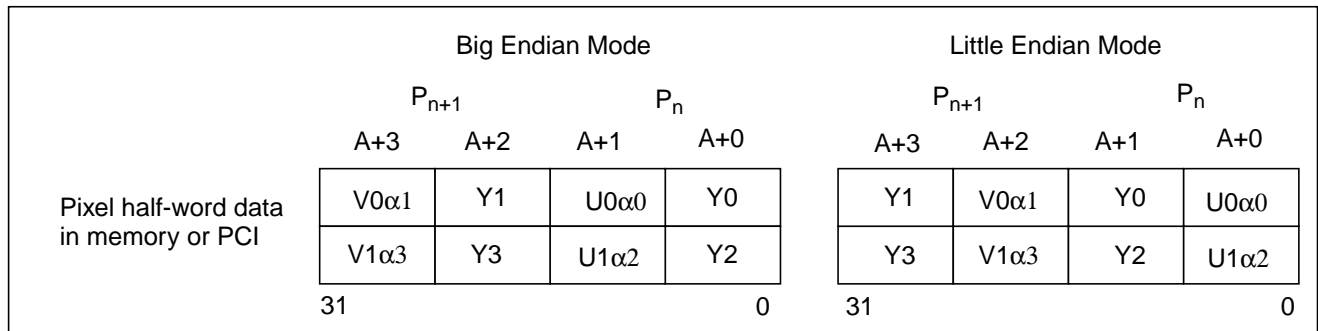 Big Endian Mode Little Endian Mode
Pn+1 Pn Pn+1 Pn
A+3 A+2 A+1 A+0 A+3 A+2 A+1 A+0
Pixel half-word data
in memory or PCI
V0α1 Y1 U0α0 Y0 Y1 V0α1 Y0 U0α0
V1α3 Y3 U1α2 Y2 Y3 V1α3 Y2 U1α2
31 0 31 0